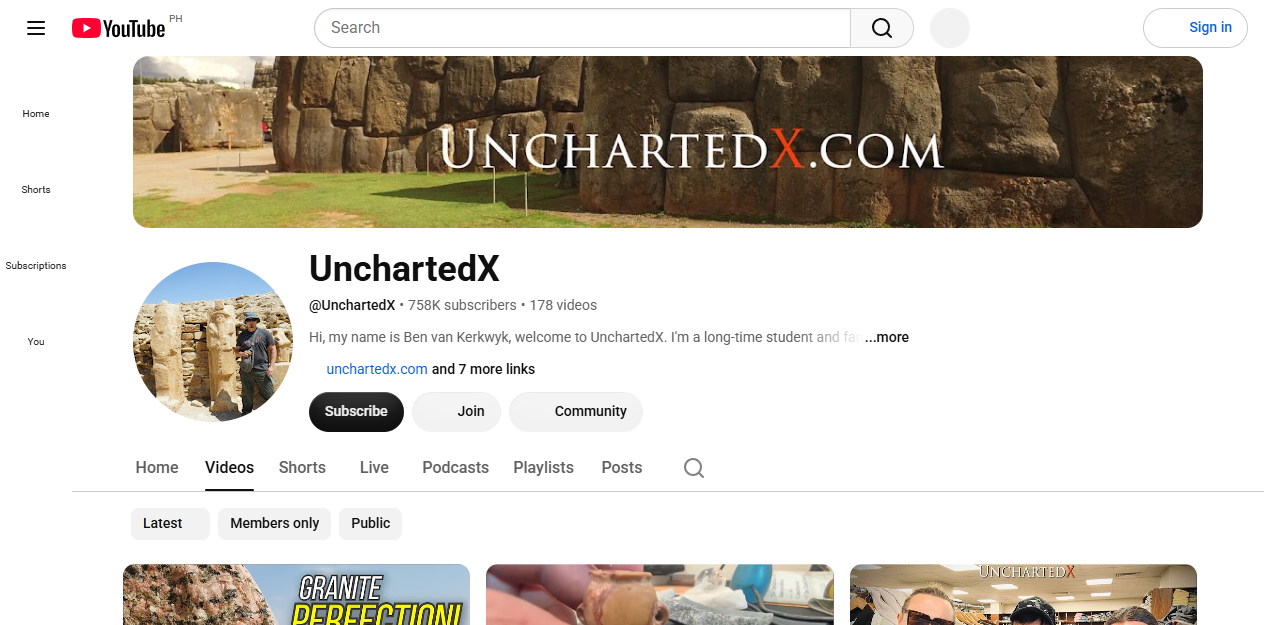 YouTube PH
Search
Sign in
Home
Shorts
Subscriptions
You
UNCHARTEDX.COM
UnchartedX
@UnchartedX • 758K subscribers • 178 videos
Hi, my name is Ben van Kerkwyk, welcome to UnchartedX. I'm a long-time student and fan ...more
unchartedx.com and 7 more links
Subscribe
Join
Community
Home
Videos
Shorts
Live
Podcasts
Playlists
Posts
Latest
Members only
Public
GRANITE
PERFECTION!
UNCHARTEDX